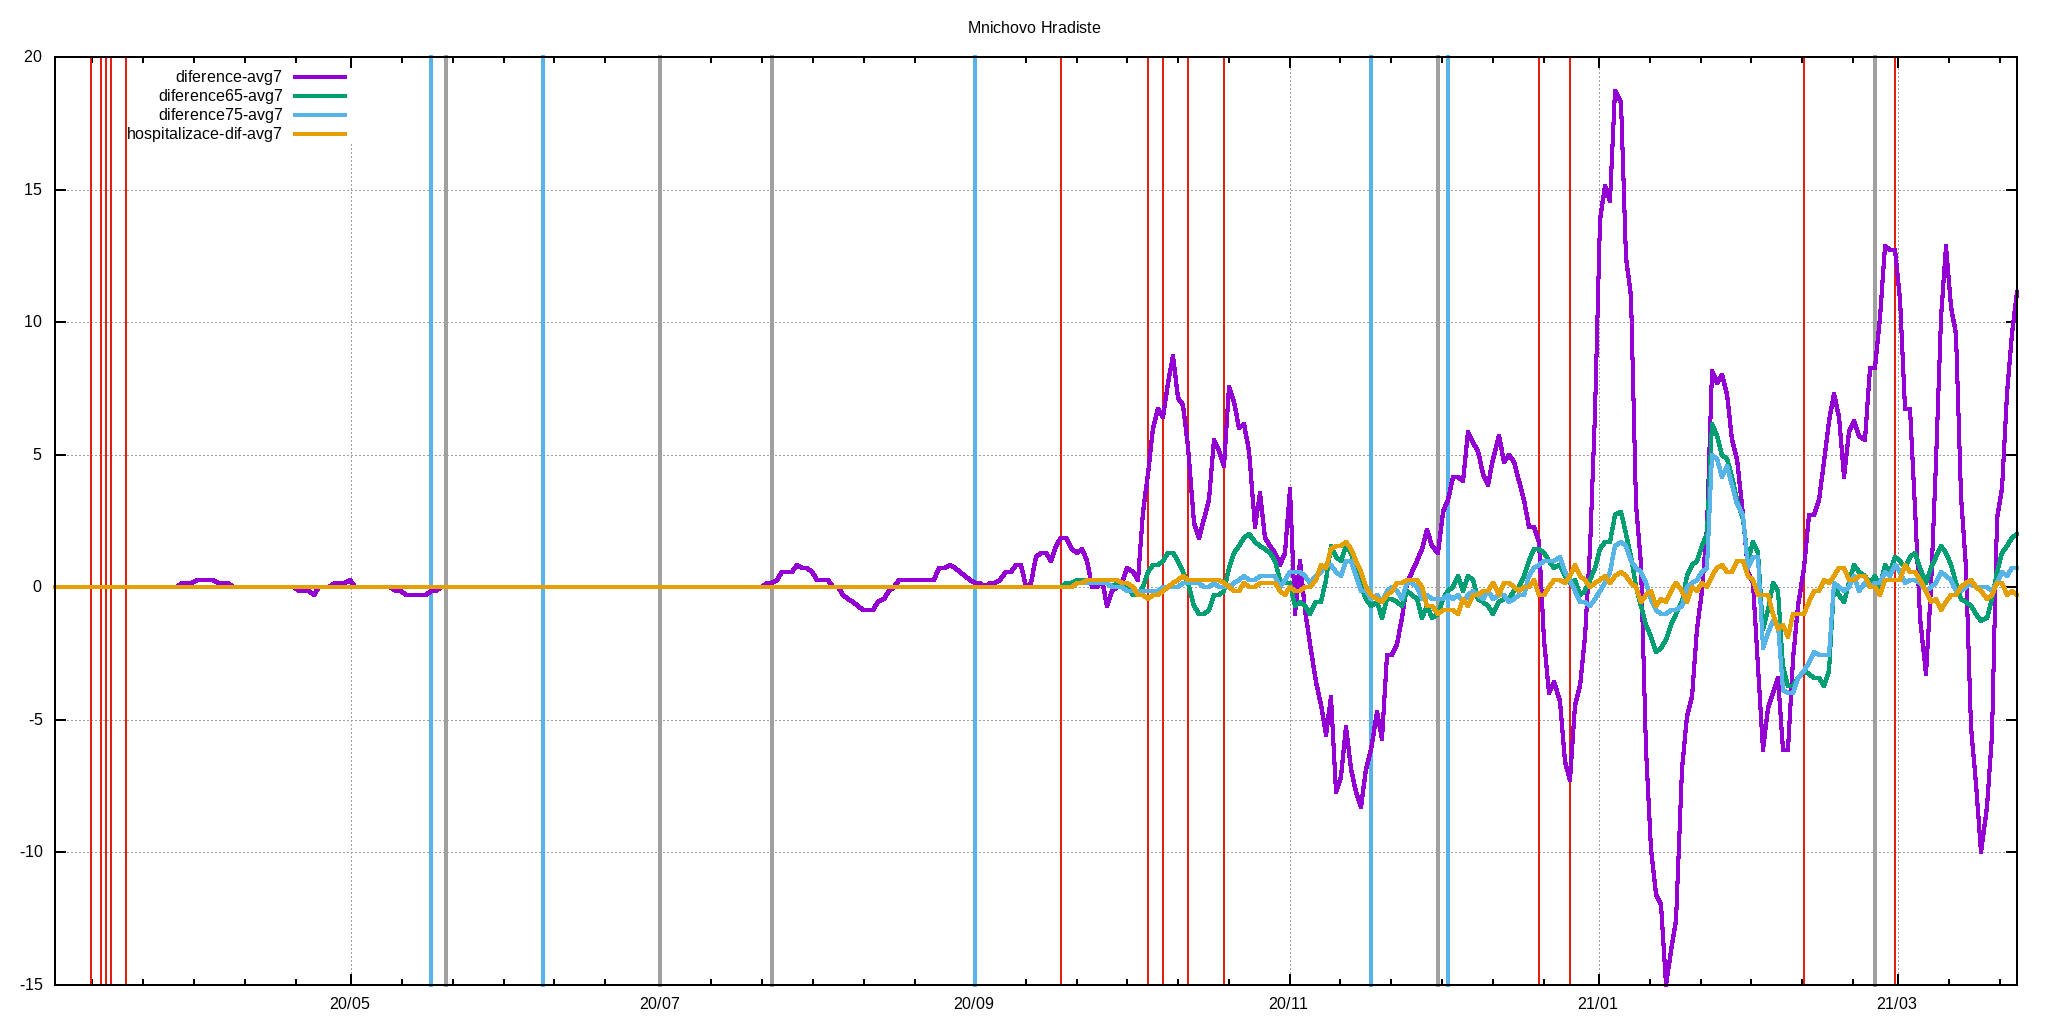 Mnichovo Hradiste
20
diference-avg7
diference65-avg7
diference75-avg7
hospitalizace-dif-avg7
15
10
5
0
-5
-10
-15
20/05 20/07 20/09 20/11 21/01 21/03